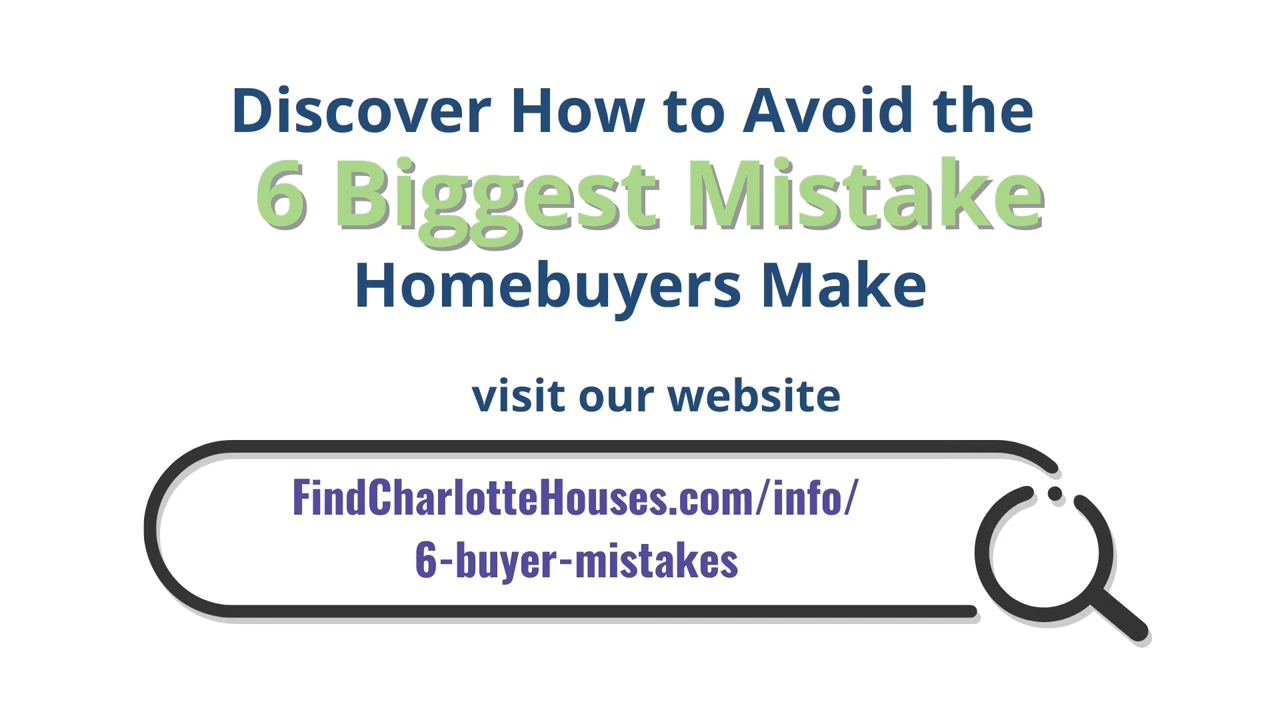 Discover How to Avoid the
6 Biggest Mistake
Homebuyers Make
visit our website
FindCharlotteHouses.com/info/
6-buyer-mistakes